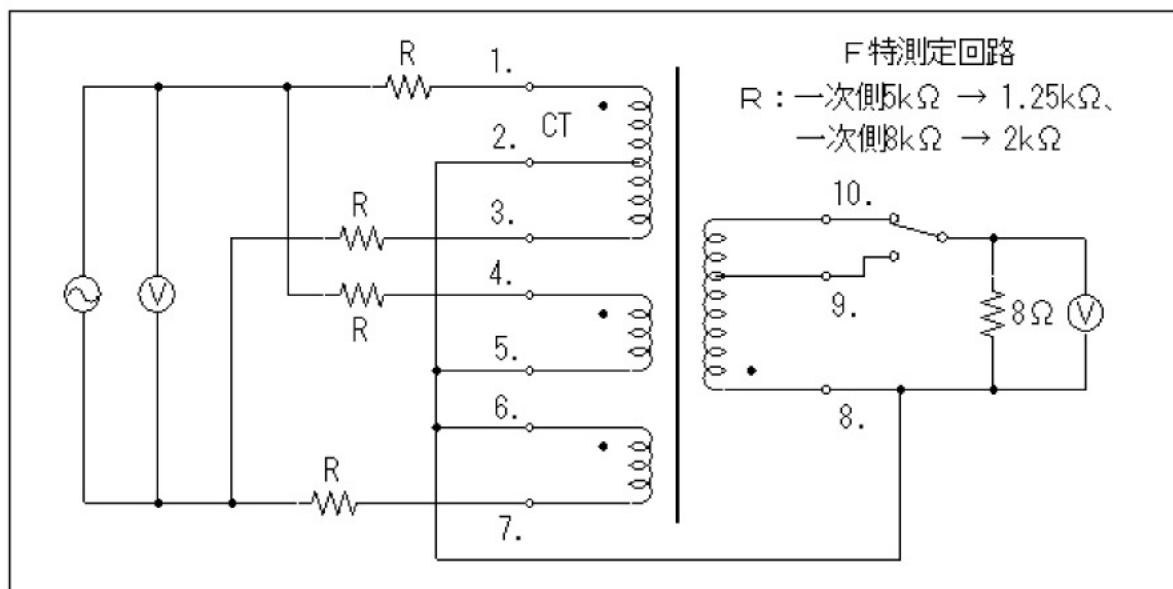 F特測定回路
R:一次側5kΩ → 1.25kΩ、
一次側8kΩ → 2kΩ
R
1.
CT
2.
R
3.
4.
R
5.
6.
R
7.
10.
9.
8Ω
V
8.
V